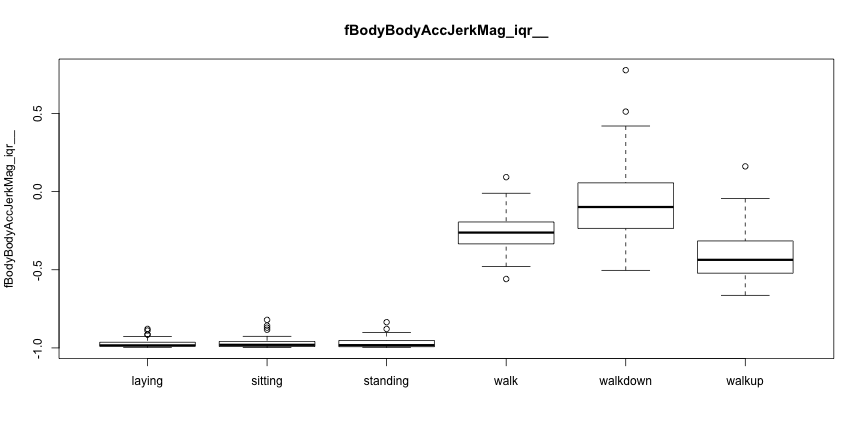 fBodyBodyAccJerkMag_iqr__
fBodyBodyAccJerkMag_iqr__
0.5
0.0
-0.5
-1.0
laying sitting standing walk walkdown walkup